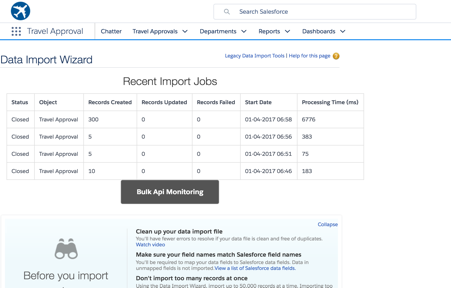 Search Salesforce
Travel Approval Chatter Travel Approvals Departments Reports Dashboards
Data Import Wizard
Legacy Data Import Tools | Help for this page ?
Recent Import Jobs
Status Object Records Created Records Updated Records Failed Start Date Processing Time (ms)
Closed Travel Approval 300 0 0 01-04-2017 06:58 6776
Closed Travel Approval 5 0 0 01-04-2017 06:56 383
Closed Travel Approval 5 0 0 01-04-2017 06:51 75
Closed Travel Approval 10 0 0 01-04-2017 06:46 183
Bulk Api Monitoring
Collapse
Before you import
Clean up your data import file
You'll have fewer errors to resolve if your data file is clean and free of duplicates.
Watch video
Make sure your field names match Salesforce field names
You'll be required to map your data fields to Salesforce data fields. Data in
unmapped fields is not imported View a list of Salesforce data fields.
Don't import too many records at once
Using the Data Import Wizard, import up to 50,000 records at a time. Importing too